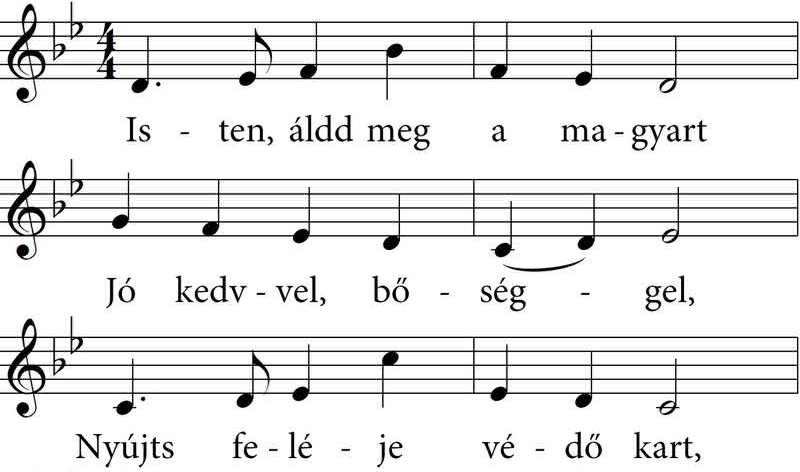 4
4
Is - ten, áldd meg a ma - gyart
Jó kedv - vel, bő - ség - gel,
Nyújts fe - lé - je vé - dő kart,